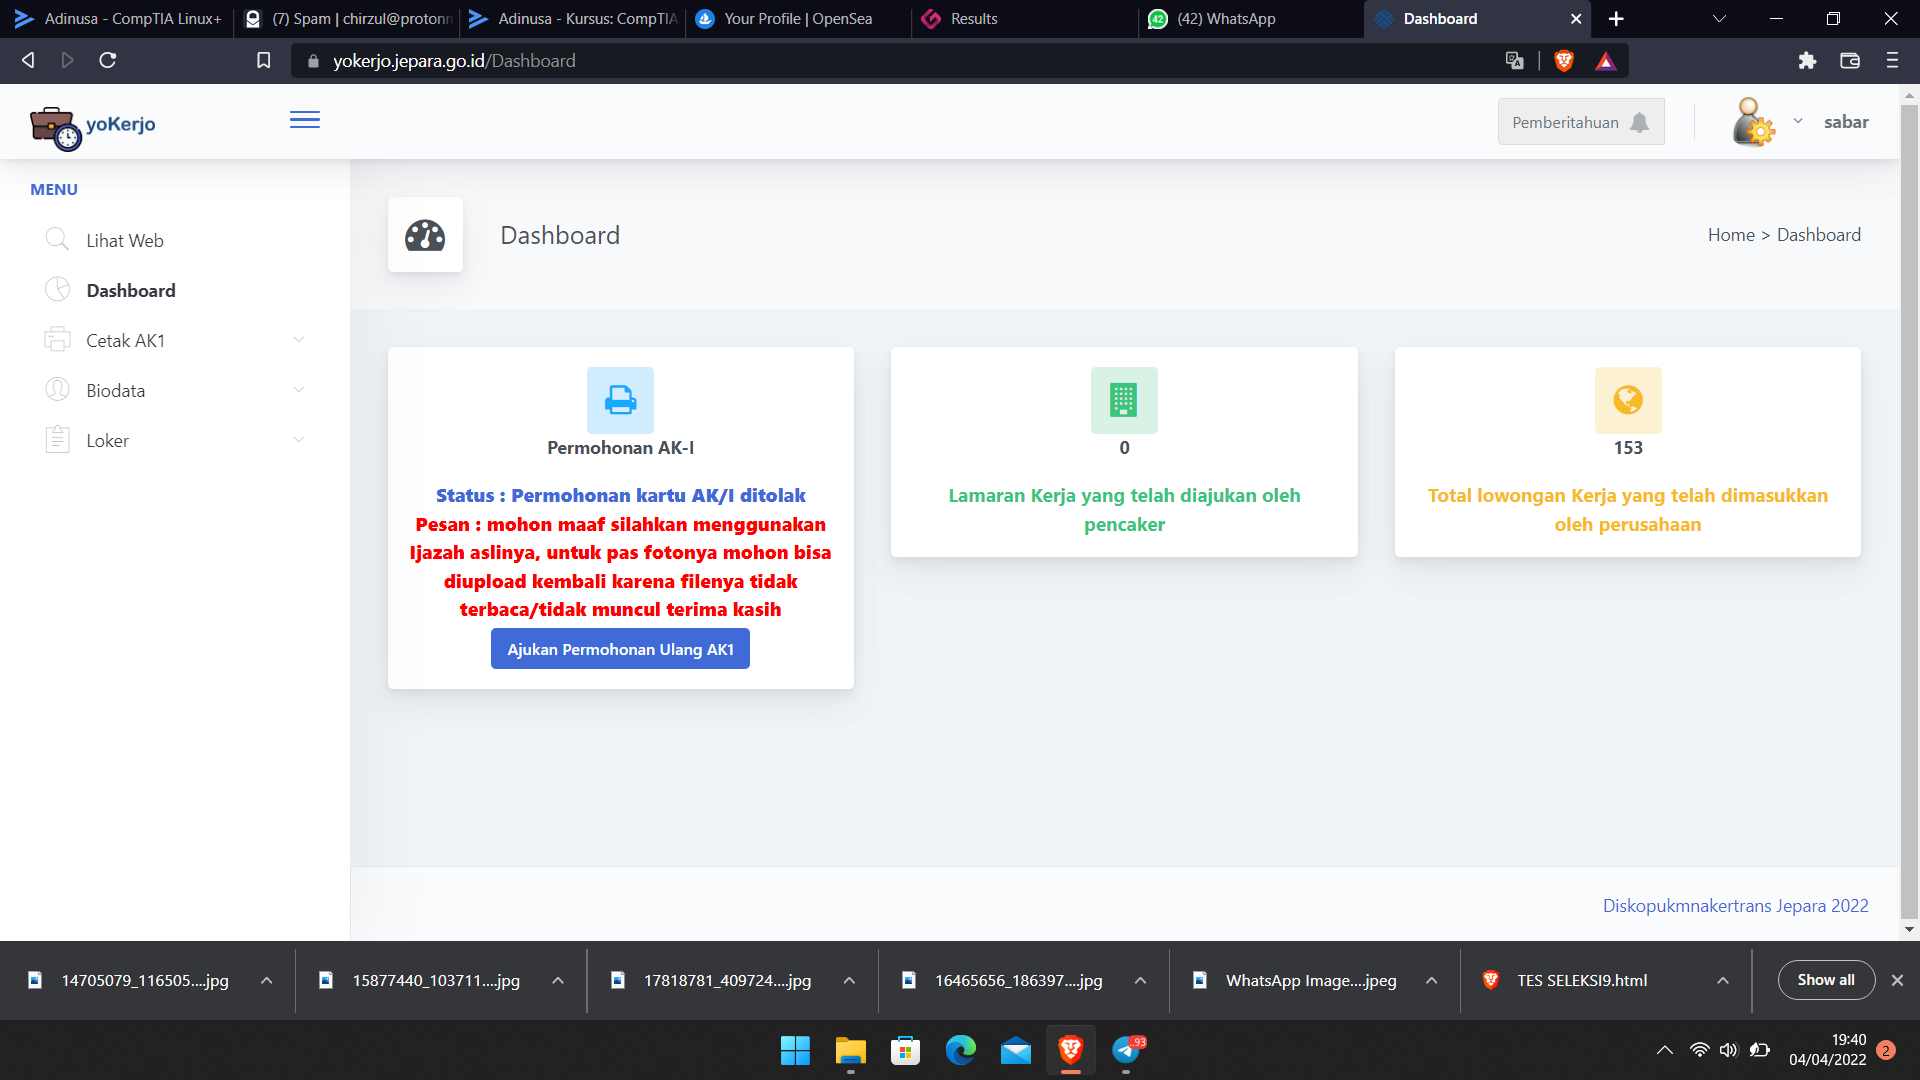 Adinusa - CompTIA Linux+
(7) Spam | chirzul@protonm
Adinusa - Kursus: CompTIA
Your Profile | OpenSea
Results
(42) WhatsApp
Dashboard
yokerjo.jepara.go.id/Dashboard
yoKerjo
Pemberitahuan
sabar
MENU
Lihat Web
Dashboard
Cetak AK1
Biodata
Loker
Dashboard
Home > Dashboard
Permohonan AK-I
Status : Permohonan kartu AK/I ditolak
Pesan : mohon maaf silahkan menggunakan
Ijazah aslinya, untuk pas fotonya mohon bisa
diupload kembali karena filenya tidak
terbaca/tidak muncul terima kasih
Ajukan Permohonan Ulang AK1
0
Lamaran Kerja yang telah diajukan oleh
pencaker
153
Total lowongan Kerja yang telah dimasukkan
oleh perusahaan
Diskopukmnakertrans Jepara 2022
14705079_116505....jpg
15877440_103711....jpg
17818781_409724....jpg
16465656_186397....jpg
WhatsApp Image....jpeg
TES SELEKSI9.html
Show all
93
19:40
04/04/2022
2